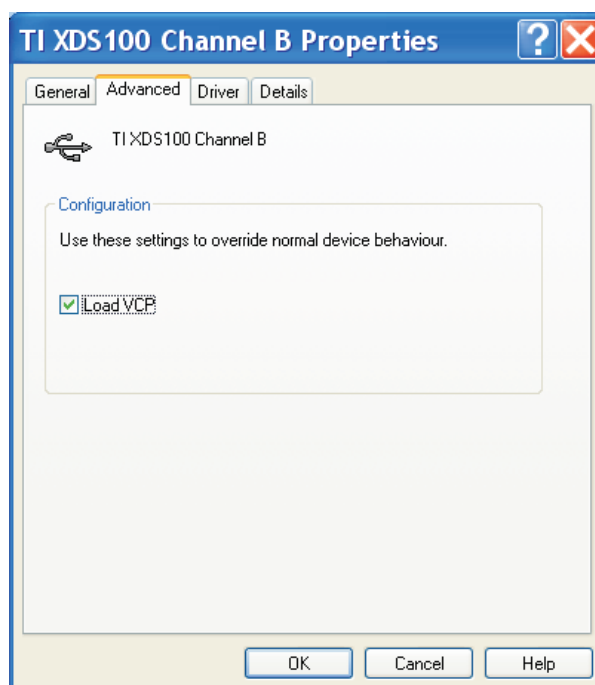 TI XDS100 Channel B Properties
General Advanced Driver Details
TI XDS100 Channel B
Configuration
Use these settings to override normal device behaviour.
Load VCP
OK Cancel Help